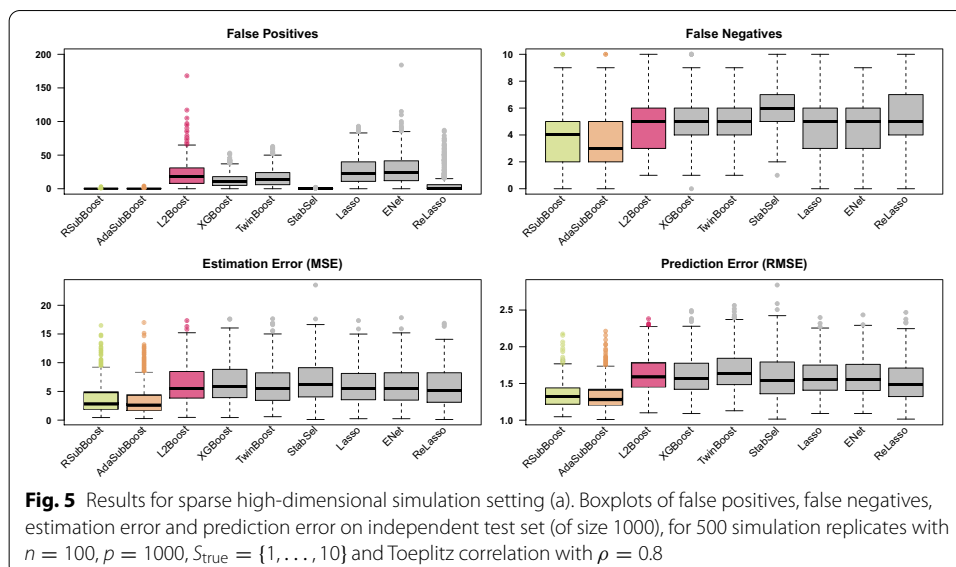 False Positives
200
150
100
50
0
RSubBoost
AdaSubBoost
L2Boost
XGBoost
TwinBoost
StabSel
Lasso
ENet
ReLasso
False Negatives
10
8
6
4
2
0
RSubBoost
AdaSubBoost
L2Boost
XGBoost
TwinBoost
StabSel
Lasso
ENet
ReLasso
Estimation Error (MSE)
20
15
10
5
0
RSubBoost
AdaSubBoost
L2Boost
XGBoost
TwinBoost
StabSel
Lasso
ENet
ReLasso
Prediction Error (RMSE)
2.5
2.0
1.5
1.0
RSubBoost
AdaSubBoost
L2Boost
XGBoost
TwinBoost
StabSel
Lasso
ENet
ReLasso
Fig. 5 Results for sparse high-dimensional simulation setting (a). Boxplots of false positives, false negatives,
estimation error and prediction error on independent test set (of size 1000), for 500 simulation replicates with
n = 100, p = 1000, S_true = {1, . . . , 10} and Toeplitz correlation with ρ = 0.8